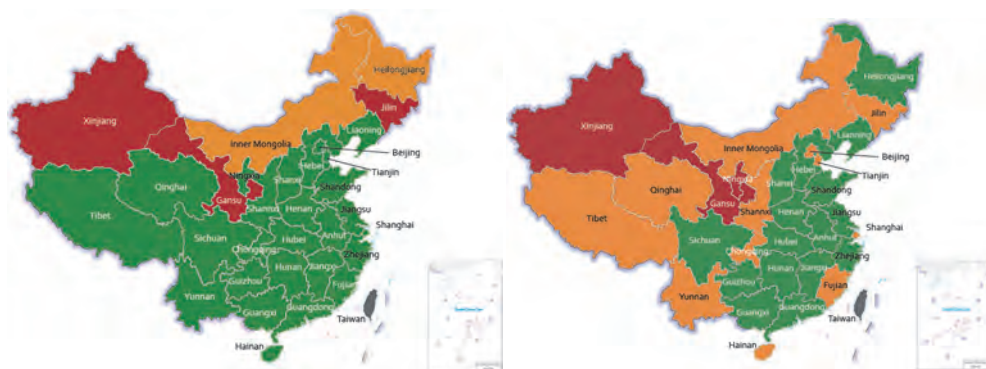 Heilongjiang
Xinjiang
Jilin
Liaoning
Inner Mongolia
Beijing
Hebei
Tianjin
Ningxia
Shanxi
Qinghai
Shandong
Gansu
Tibet
Shannxi
Henan
Jiangsu
Shanghai
Sichuan
Hubei
Anhui
Chongqing
Zhejiang
Hunan
Jiangxi
Guizhou
Fujian
Yunnan
Guangxi
Guangdong
Taiwan
Hainan
Heilongjiang
Xinjiang
Jilin
Lianning
Inner Mongolia
Beijing
Hebei
Tianjin
Ningxia
Shanxi
Qinghai
Shandong
Gansu
Tibet
Shannxi
Henan
Jiangsu
Shanghai
Sichuan
Hubei
Anhui
Chongqing
Zhejiang
Hunan
Jiangxi
Guizhou
Fujian
Yunnan
Guangxi
Guangdong
Taiwan
Hainan